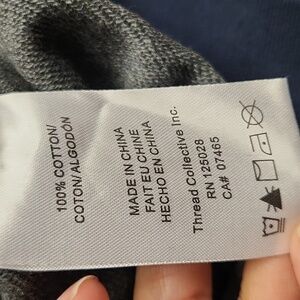 100% COTTON/
COTON/ALGODÓN
MADE IN CHINA
FAIT EU CHINE
HECHO EN CHINA
Thread Collective Inc.
RN 125028
CA# 07465